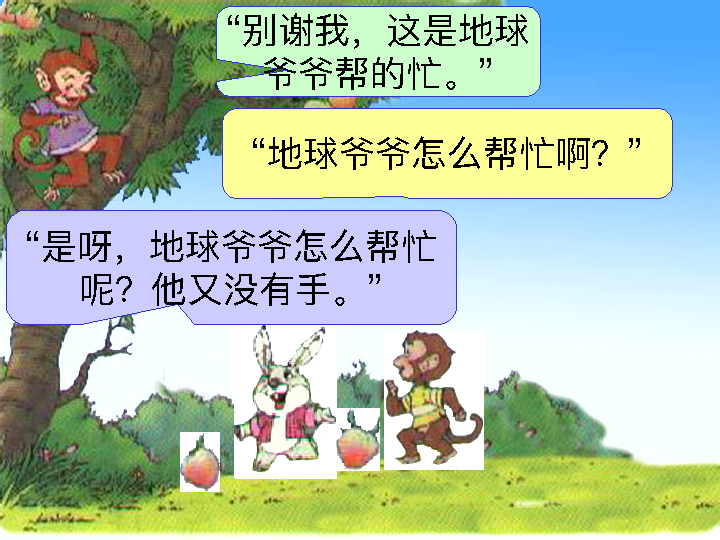 “别谢我，这是地球
爷爷帮的忙。”
“地球爷爷怎么帮忙啊？”
“是呀，地球爷爷怎么帮忙
呢？他又没有手。”